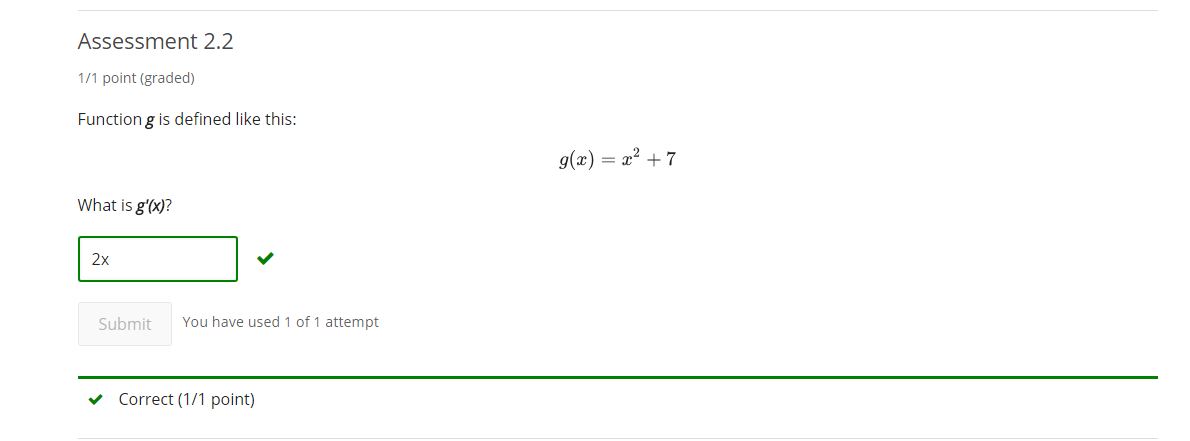 Assessment 2.2
1/1 point (graded)
Function g is defined like this:
g(x) = x² + 7
What is g'(x)?
2x
Submit
You have used 1 of 1 attempt
Correct (1/1 point)